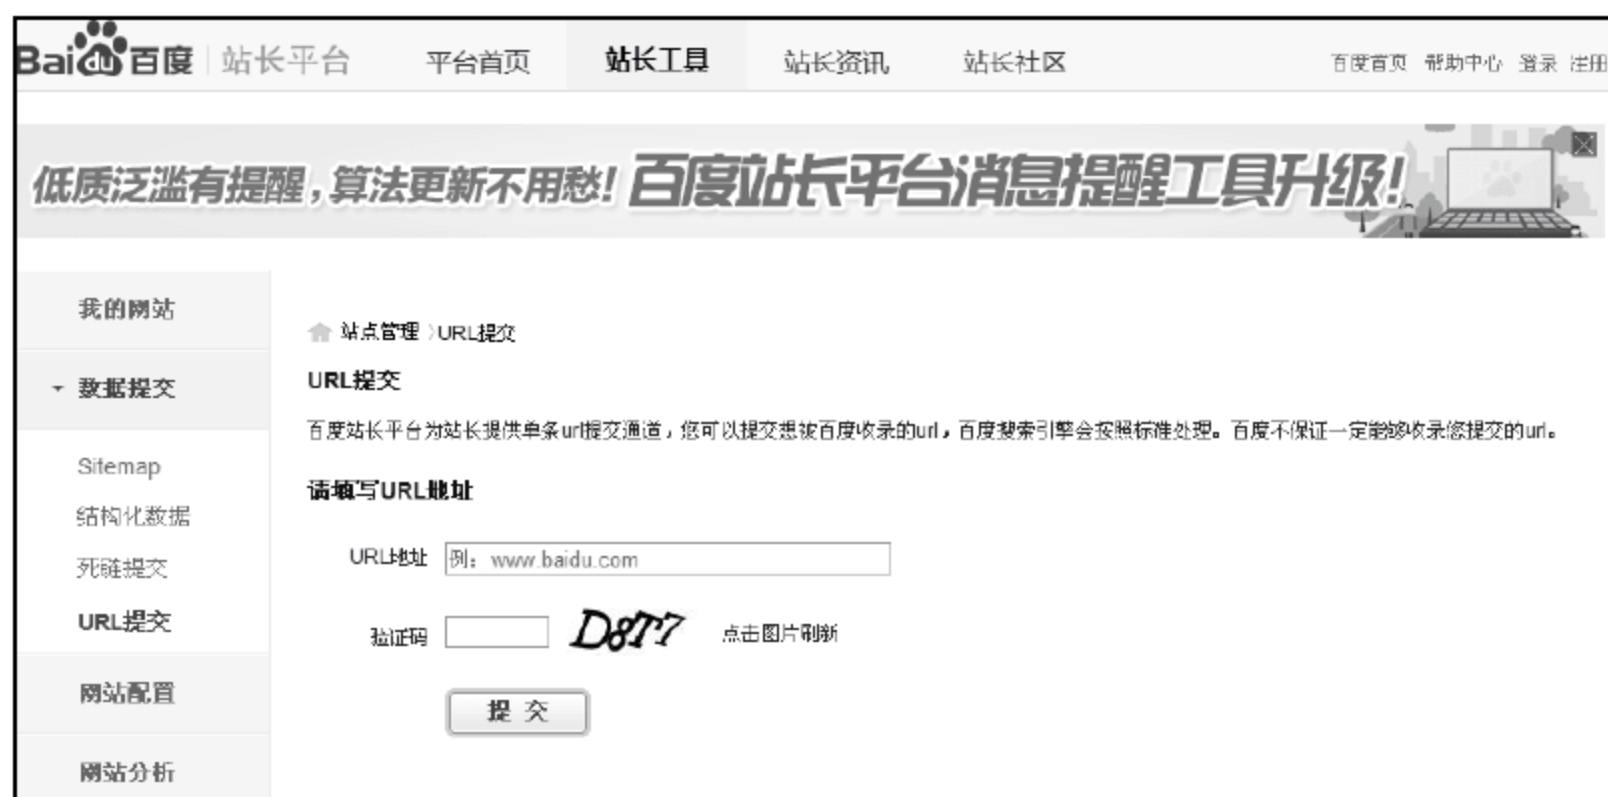 Bai du 百度 站长平台 平台首页 站长工具 站长资讯 站长社区 百度首页 帮助中心 登录 注册
低质泛滥有提醒，算法更新不用愁！百度站长平台消息提醒工具升级！
我的网站
数据提交
Sitemap
结构化数据
死链提交
URL提交
网站配置
网站分析
站点管理 〉URL提交
URL提交
百度站长平台为站长提供单条url提交通道，您可以提交想被百度收录的url，百度搜索引擎会按照标准处理。百度不保证一定能够收录您提交的url。
请填写URL地址
URL地址 例：www.baidu.com
验证码 D8T7 点击图片刷新
提 交